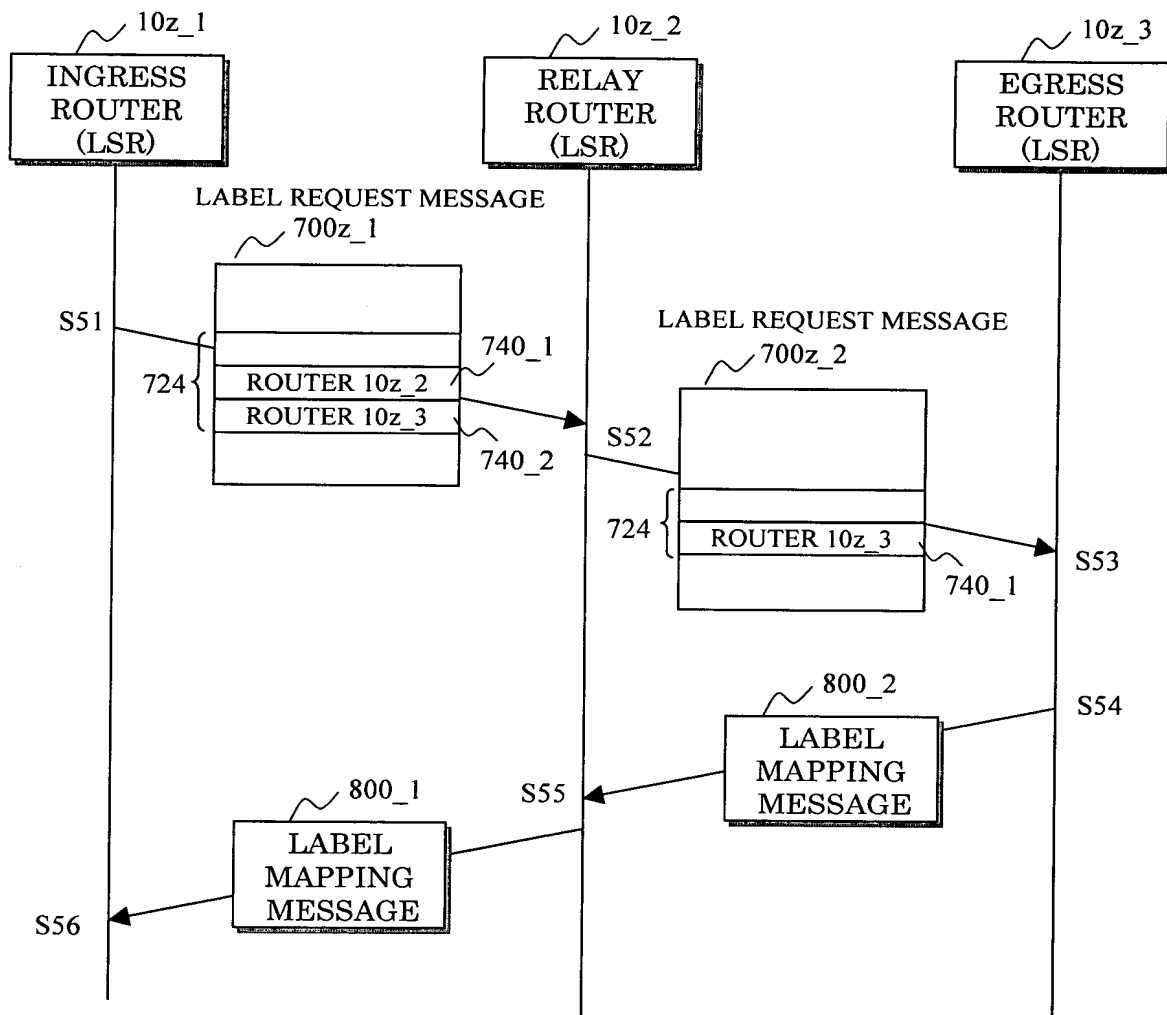 10z_1
10z_2
10z_3
INGRESS
ROUTER
(LSR)
RELAY
ROUTER
(LSR)
EGRESS
ROUTER
(LSR)
LABEL REQUEST MESSAGE
700z_1
S51
724
740_1
ROUTER 10z_2
ROUTER 10z_3
740_2
LABEL REQUEST MESSAGE
700z_2
S52
724
ROUTER 10z_3
740_1
S53
800_2
S54
LABEL
MAPPING
MESSAGE
S55
800_1
LABEL
MAPPING
MESSAGE
S56